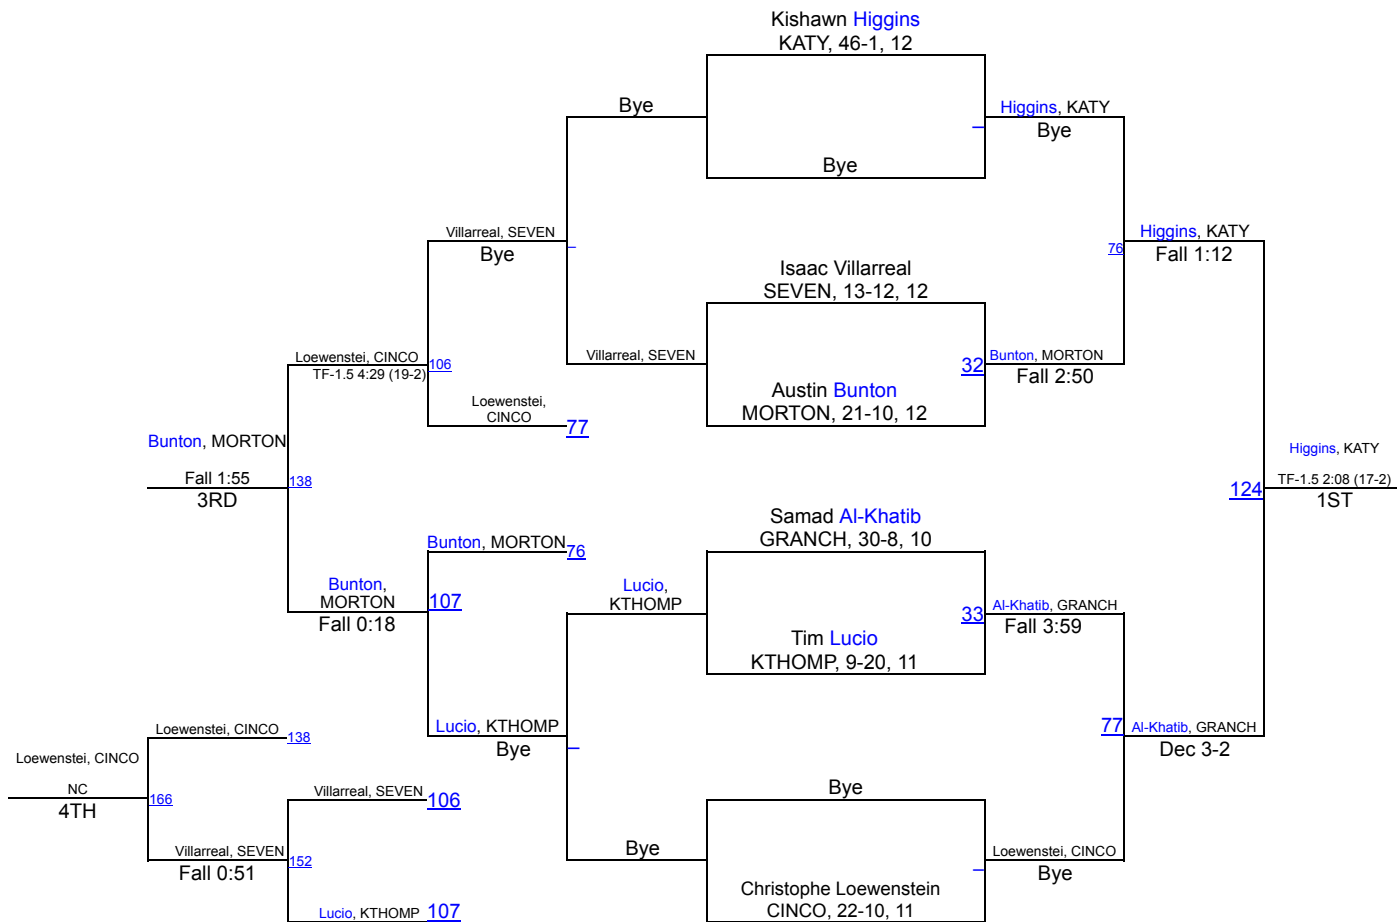 Kishawn Higgins
KATY, 46-1, 12
Bye
Higgins, KATY
Bye
Bye
Villarreal, SEVEN
Bye
Higgins, KATY
76
Fall 1:12
Isaac Villarreal
SEVEN, 13-12, 12
Loewenstei, CINCO
106
TF-1.5 4:29 (19-2)
Villarreal, SEVEN
32
Bunton, MORTON
Fall 2:50
Austin Bunton
MORTON, 21-10, 12
Loewenstei,
CINCO
77
Bunton, MORTON
Fall 1:55
138
3RD
Higgins, KATY
124
TF-1.5 2:08 (17-2)
1ST
Samad Al-Khatib
GRANCH, 30-8, 10
Bunton, MORTON
76
Bunton,
MORTON
107
Fall 0:18
Lucio,
KTHOMP
33
Al-Khatib, GRANCH
Fall 3:59
Tim Lucio
KTHOMP, 9-20, 11
Lucio, KTHOMP
Bye
77
Al-Khatib, GRANCH
Dec 3-2
Loewenstei, CINCO
138
Loewenstei, CINCO
NC
166
4TH
Villarreal, SEVEN
106
Bye
Villarreal, SEVEN
152
Fall 0:51
Bye
Loewenstei, CINCO
Bye
Christophe Loewenstein
CINCO, 22-10, 11
Lucio, KTHOMP
107